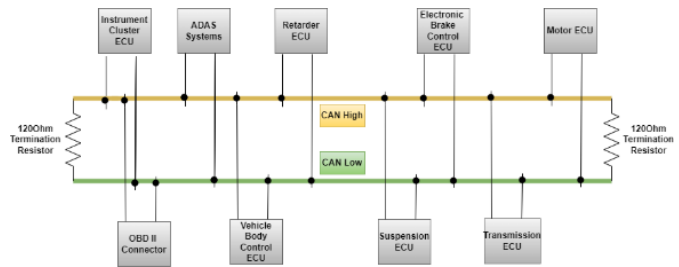 Instrument
Cluster
ECU
ADAS
Systems
Retarder
ECU
Electronic
Brake
Control
ECU
Motor ECU
120Ohm
Termination
Resistor
CAN High
CAN Low
120Ohm
Termination
Resistor
OBD II
Connector
Vehicle
Body
Control
ECU
Suspension
ECU
Transmission
ECU